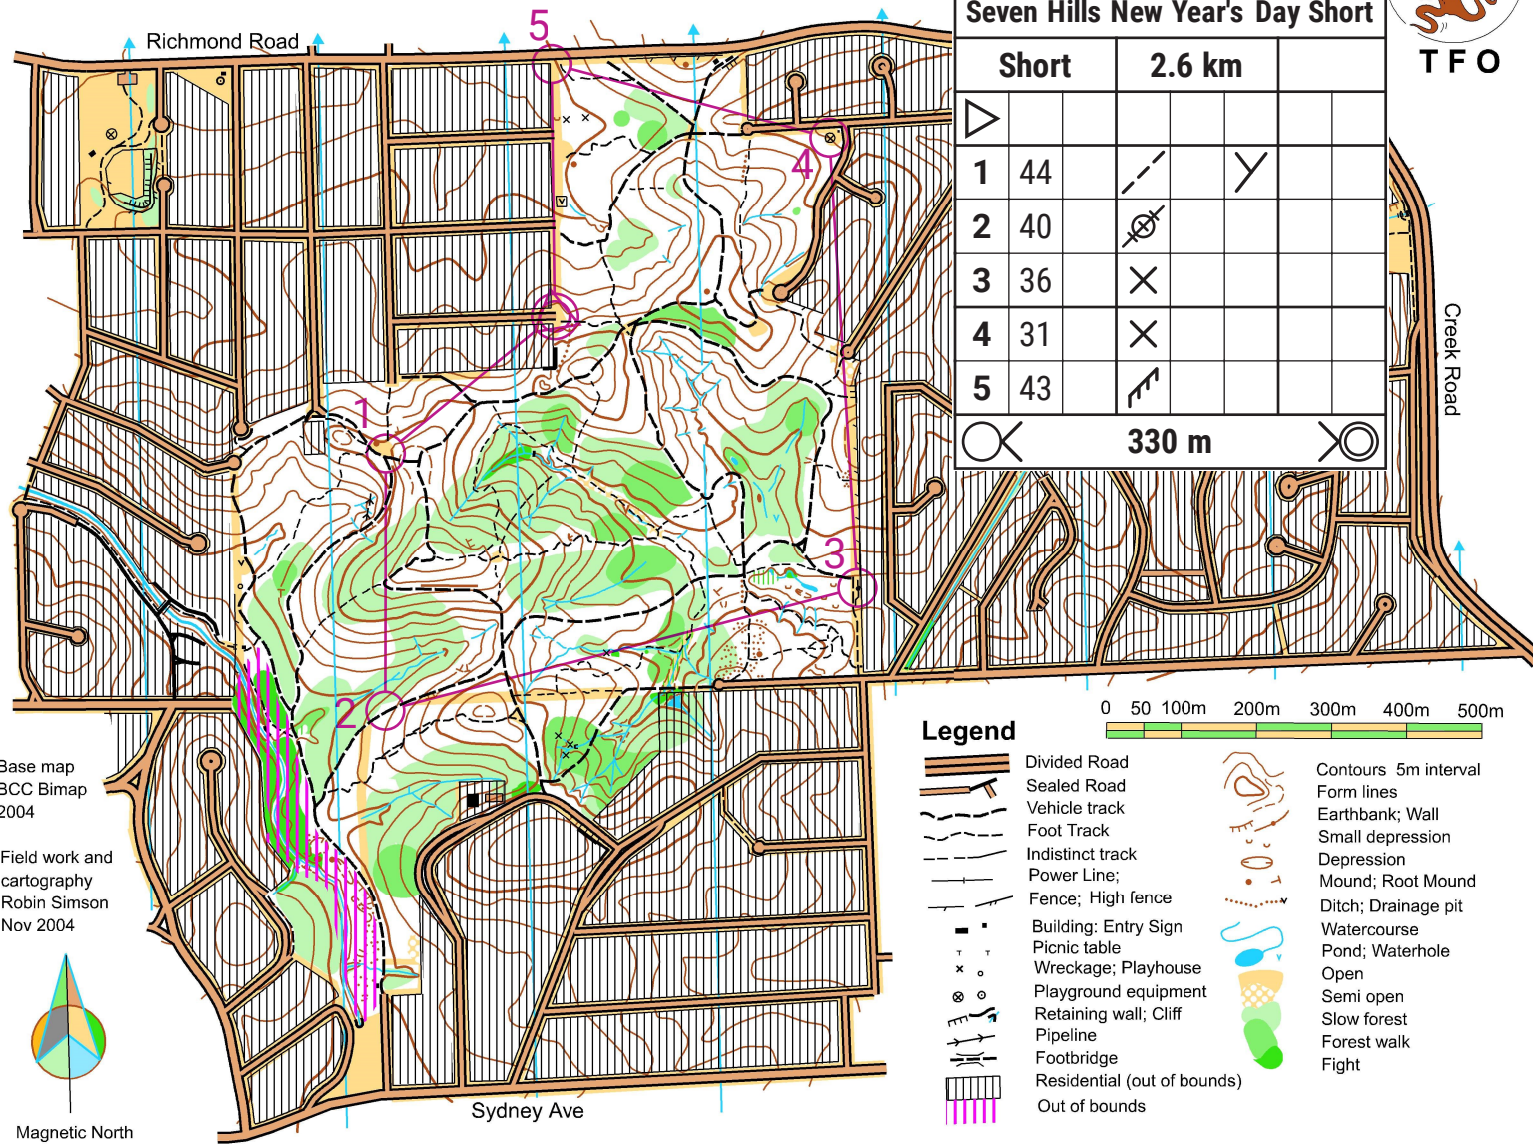 Seven Hills New Year's Day Short
TFO
Short 2.6 km
1 44
2 40
3 36
4 31
5 43
330 m
Richmond Road
5
4
1
3
2
Creek Road
Base map
BCC Bimap
2004
Field work and
cartography
Robin Simson
Nov 2004
Magnetic North
Sydney Ave
0 50 100m 200m 300m 400m 500m
Legend
Divided Road
Sealed Road
Vehicle track
Foot Track
Indistinct track
Power Line;
Fence; High fence
Building: Entry Sign
Picnic table
Wreckage; Playhouse
Playground equipment
Retaining wall; Cliff
Pipeline
Footbridge
Residential (out of bounds)
Out of bounds
Contours 5m interval
Form lines
Earthbank; Wall
Small depression
Depression
Mound; Root Mound
Ditch; Drainage pit
Watercourse
Pond; Waterhole
Open
Semi open
Slow forest
Forest walk
Fight